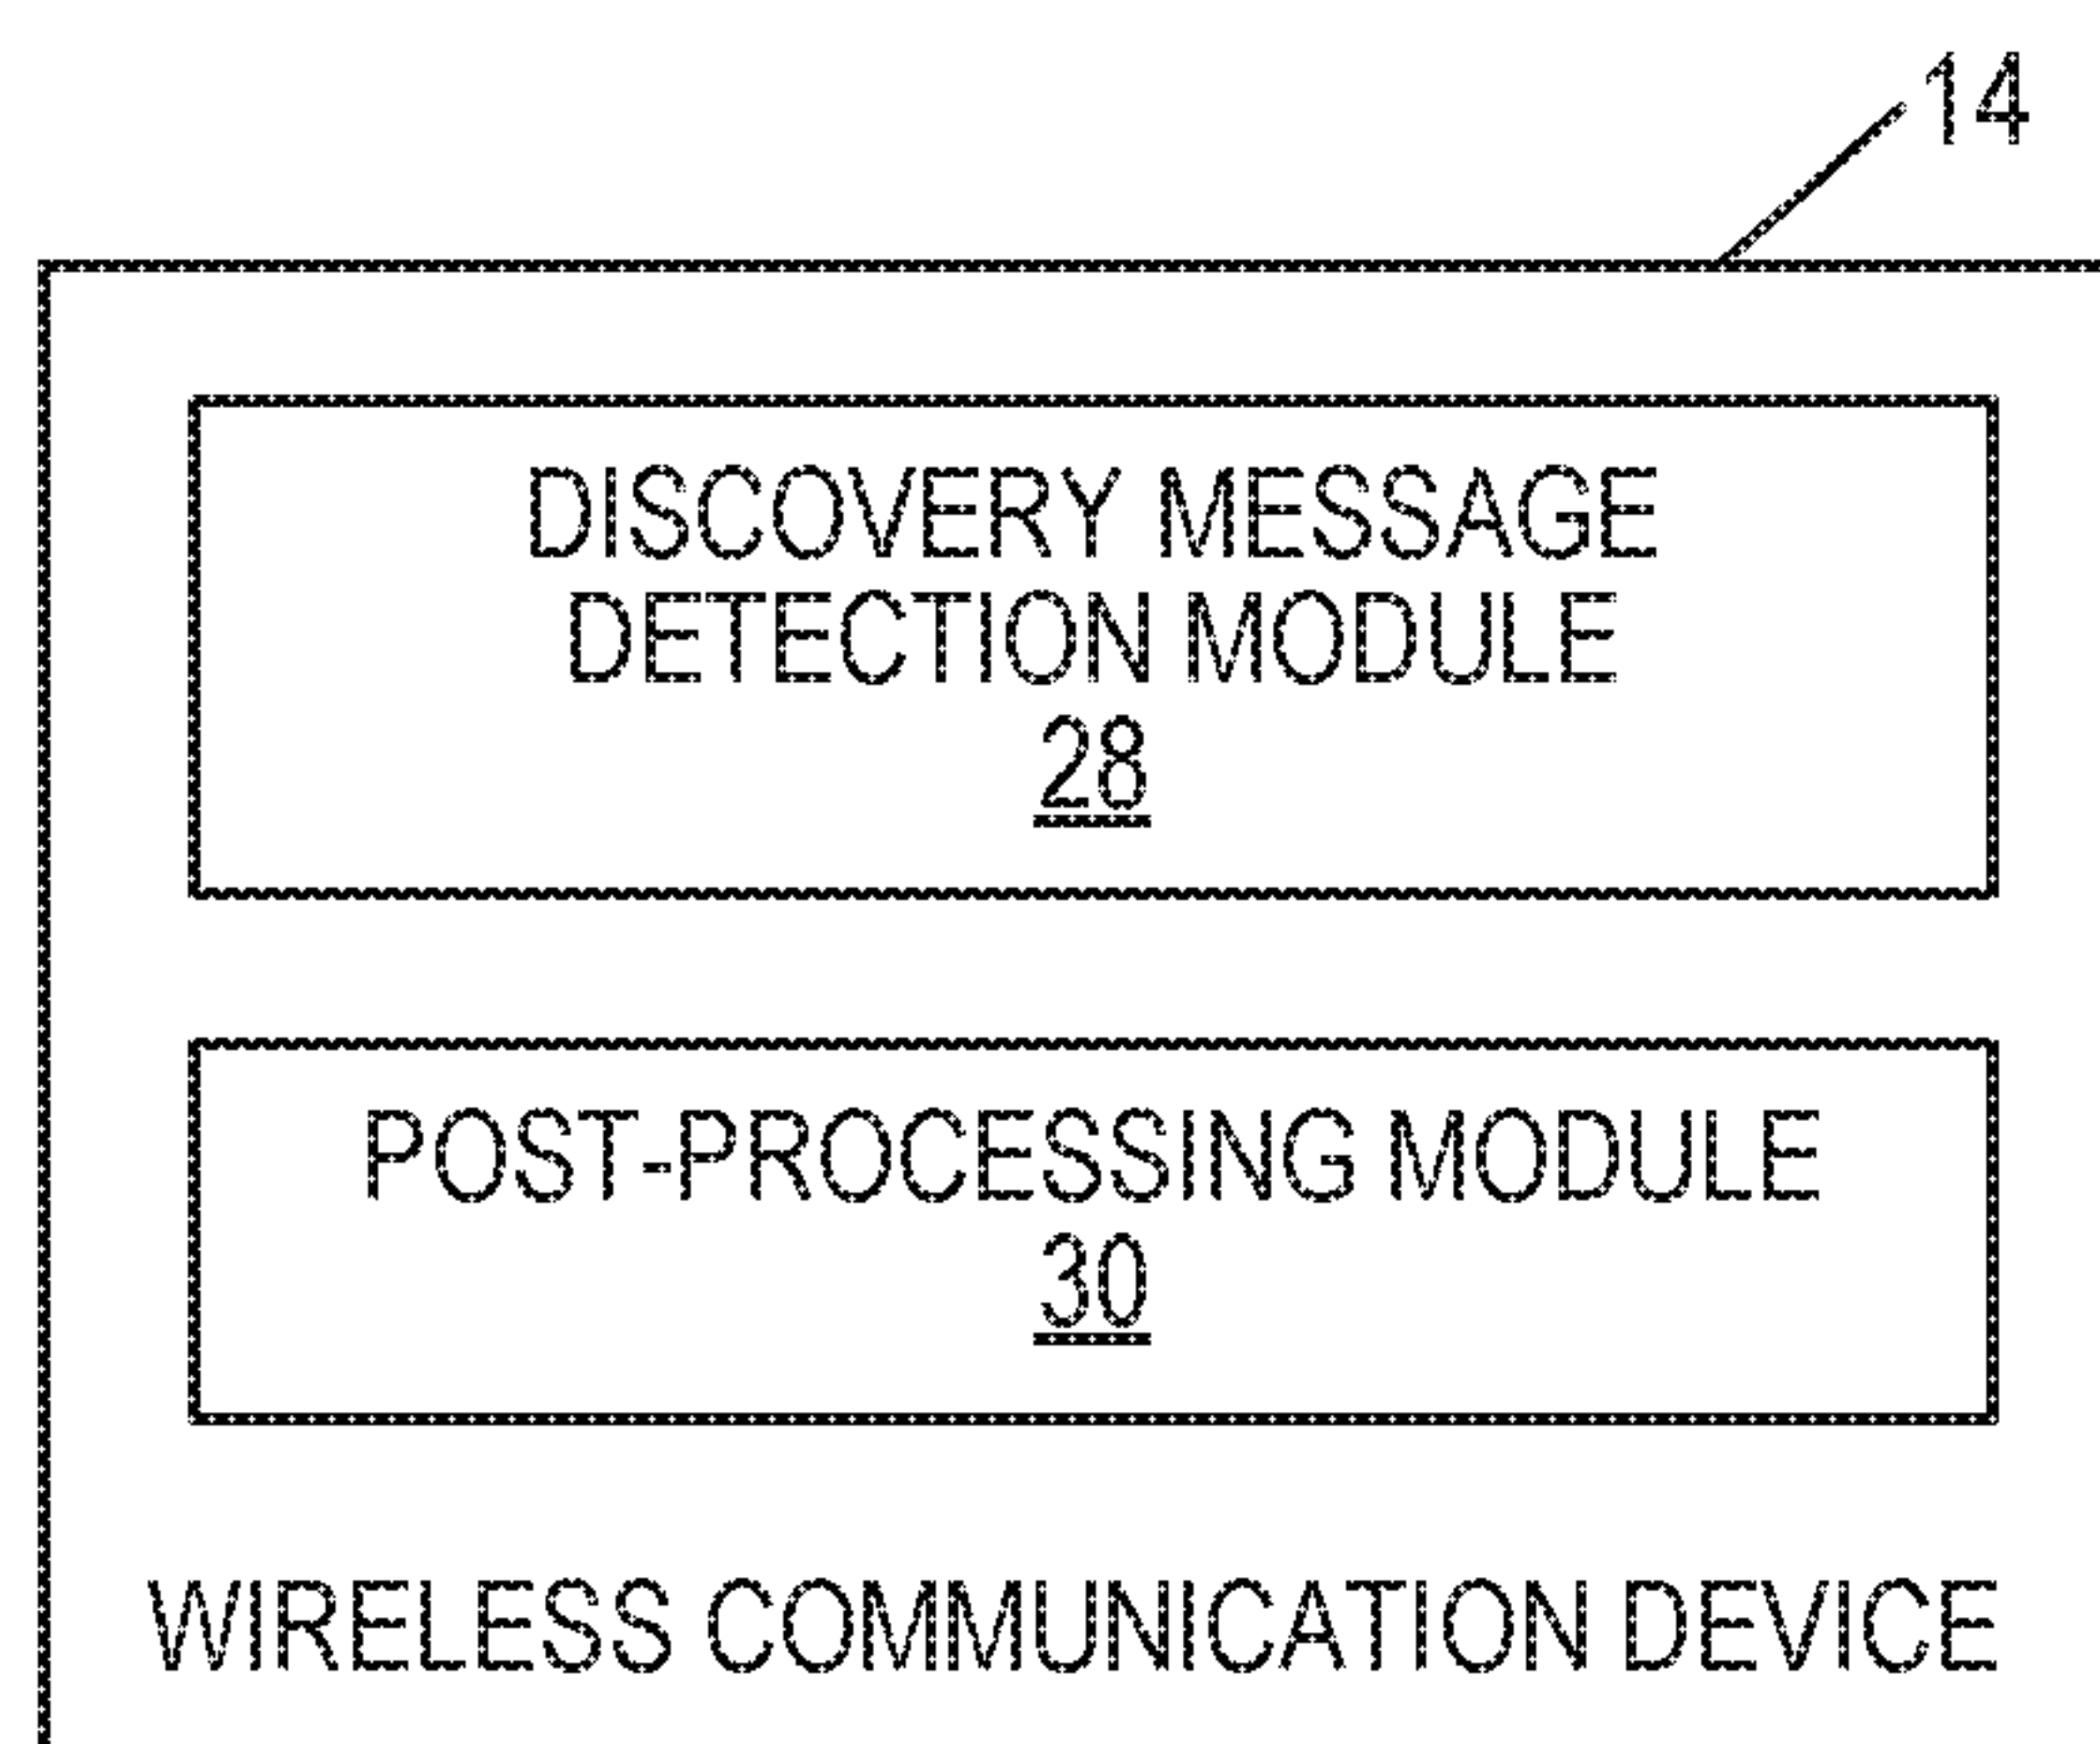 14
DISCOVERY MESSAGE
DETECTION MODULE
28
POST-PROCESSING MODULE
30
WIRELESS COMMUNICATION DEVICE